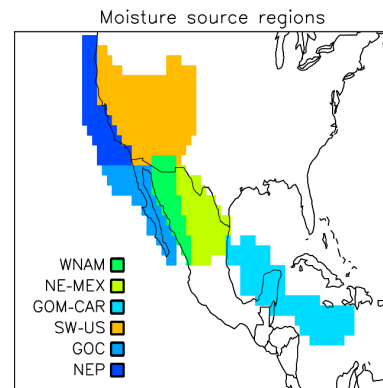 Moisture source regions
WNAM
NE-MEX
GOM-CAR
SW-US
GOC
NEP